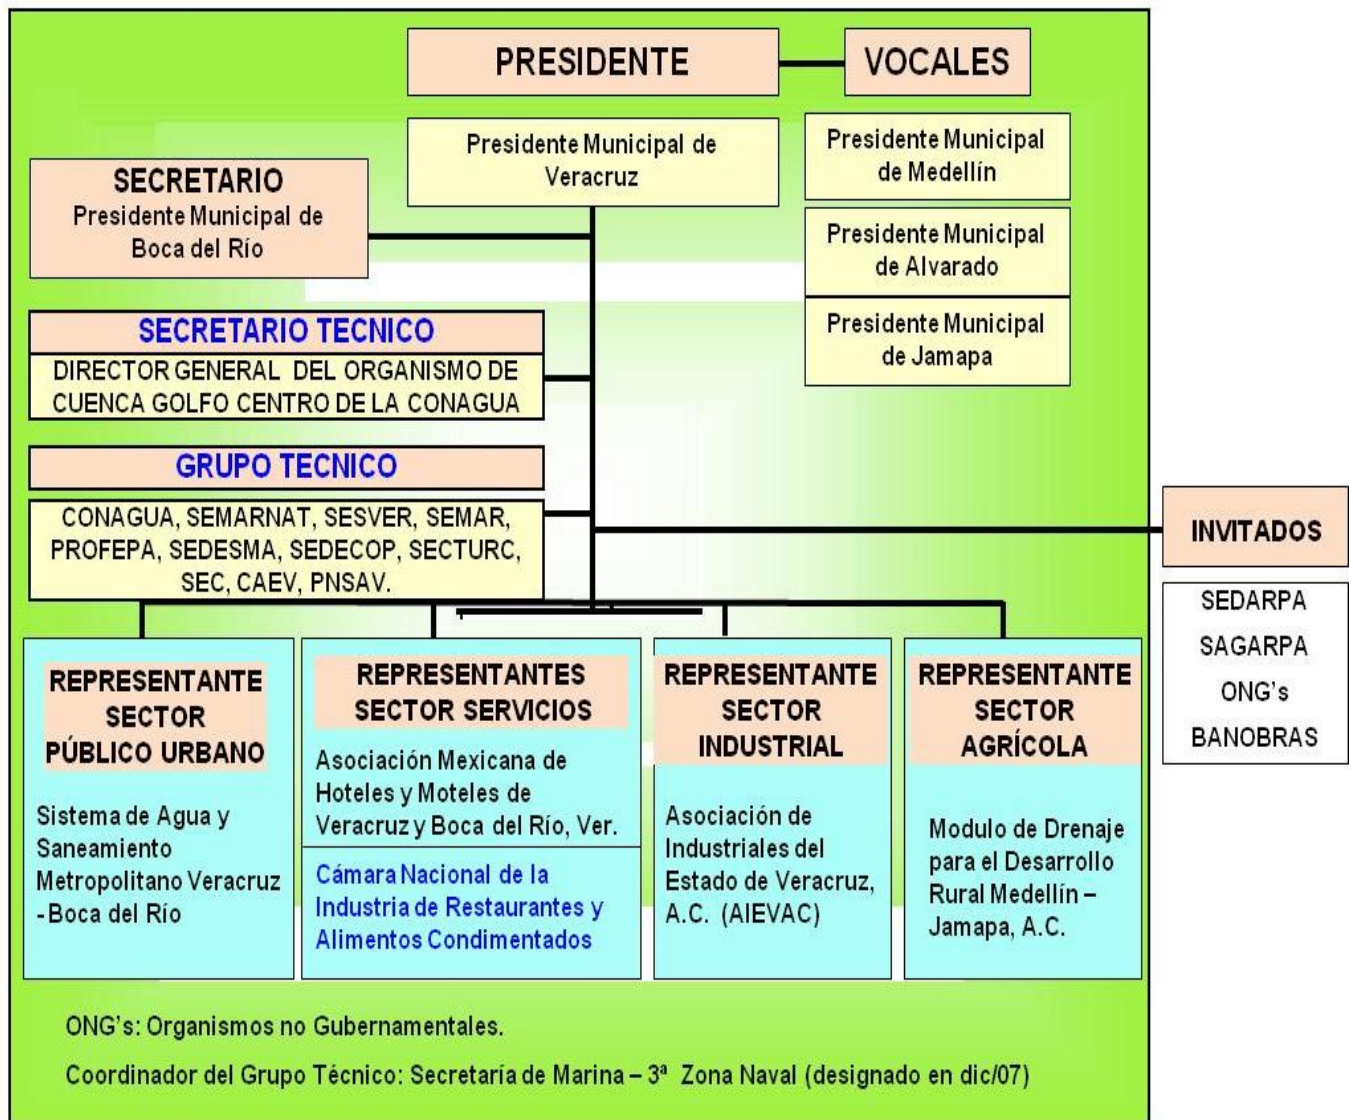 PRESIDENTE
VOCALES
Presidente Municipal de
Veracruz
Presidente Municipal
de Medellín
Presidente Municipal
de Alvarado
Presidente Municipal
de Jamapa
SECRETARIO
Presidente Municipal de
Boca del Río
SECRETARIO TECNICO
DIRECTOR GENERAL DEL ORGANISMO DE
CUENCA GOLFO CENTRO DE LA CONAGUA
GRUPO TECNICO
CONAGUA, SEMARNAT, SESVER, SEMAR,
PROFEPA, SEDESMA, SEDECOP, SECTURC,
SEC, CAEV, PNSAV.
INVITADOS
SEDARPA
SAGARPA
ONG's
BANOBRAS
REPRESENTANTE
SECTOR
PÚBLICO URBANO
Sistema de Agua y
Saneamiento
Metropolitano Veracruz
- Boca del Río
REPRESENTANTES
SECTOR SERVICIOS
Asociación Mexicana de
Hoteles y Moteles de
Veracruz y Boca del Río, Ver.
Cámara Nacional de la
Industria de Restaurantes y
Alimentos Condimentados
REPRESENTANTE
SECTOR
INDUSTRIAL
Asociación de
Industriales del
Estado de Veracruz,
A.C. (AIEVAC)
REPRESENTANTE
SECTOR
AGRÍCOLA
Modulo de Drenaje
para el Desarrollo
Rural Medellín –
Jamapa, A.C.
ONG's: Organismos no Gubernamentales.
Coordinador del Grupo Técnico: Secretaría de Marina – 3ª Zona Naval (designado en dic/07)